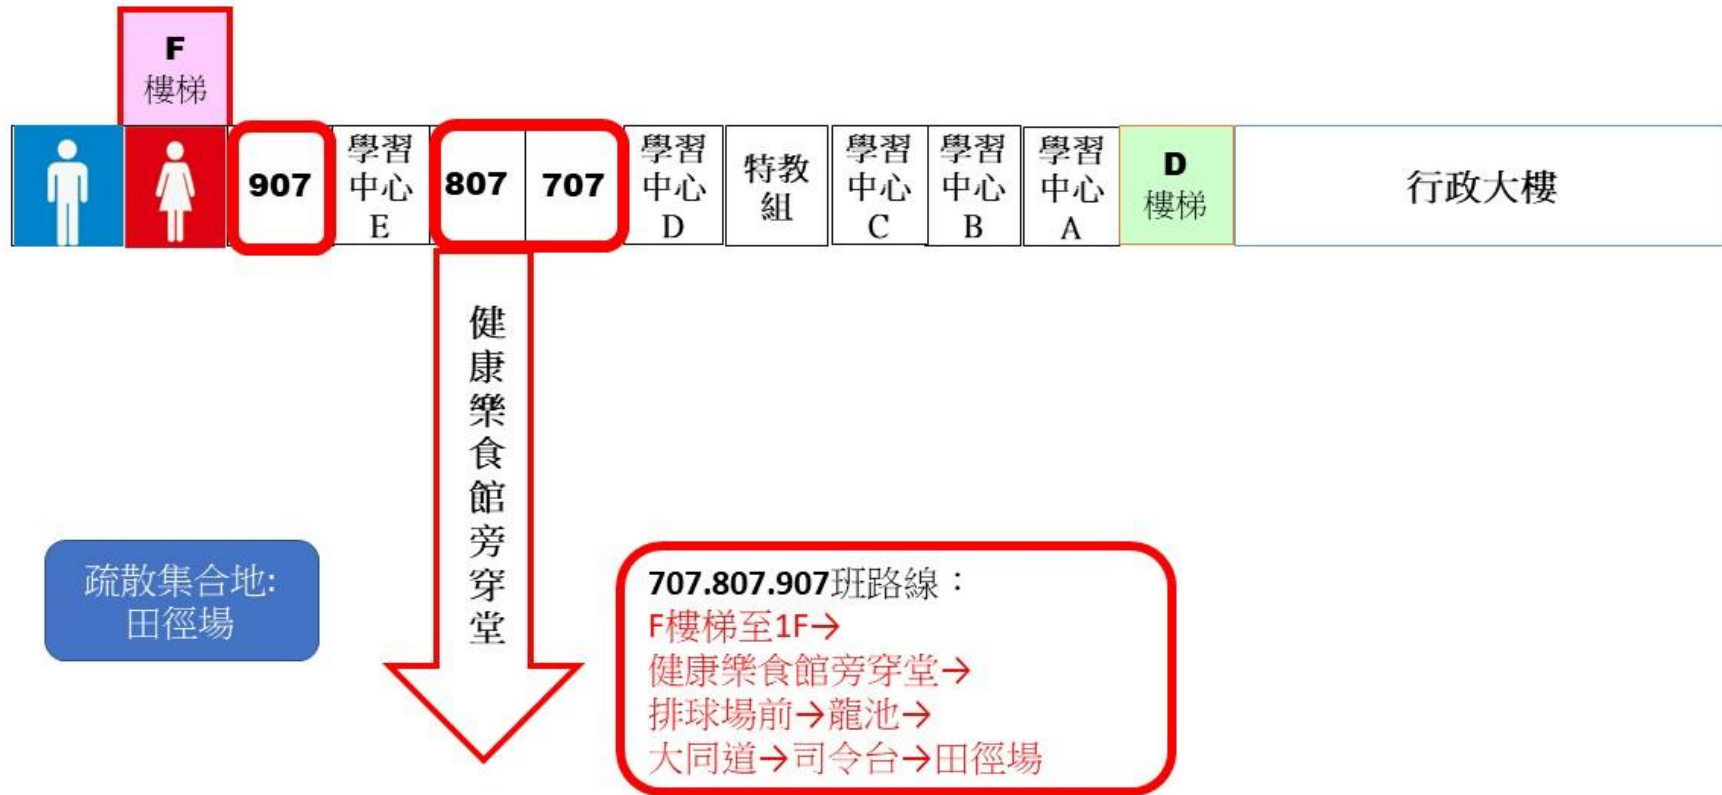 F
樓梯
907
學習
中心
E
807
707
學習
中心
D
特教
組
學習
中心
C
學習
中心
B
學習
中心
A
D
樓梯
行政大樓
健康樂食館旁穿堂
疏散集合地:
田徑場
707.807.907班路線：
F樓梯至1F→
健康樂食館旁穿堂→
排球場前→龍池→
大同道→司令台→田徑場